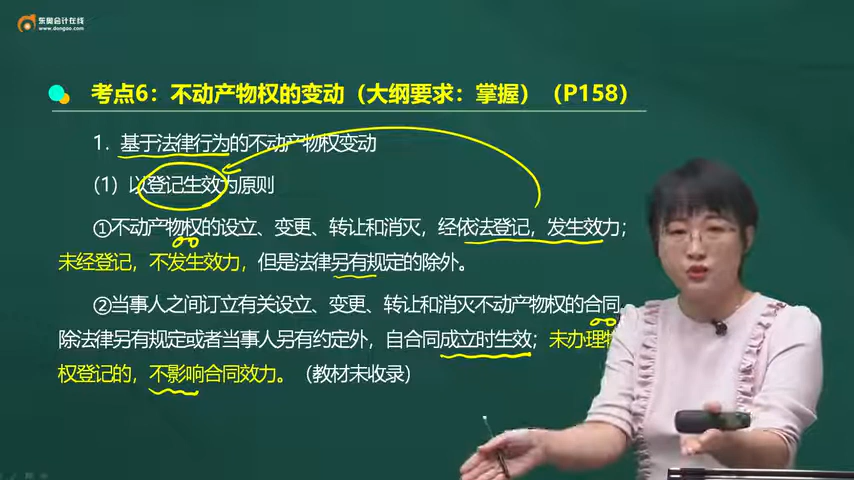 东奥会计在线
www.dongao.com
考点6：不动产物权的变动（大纲要求：掌握）（P158）
1. 基于法律行为的不动产物权变动
（1）以登记生效为原则
①不动产物权的设立、变更、转让和消灭，经依法登记，发生效力；
未经登记，不发生效力，但是法律另有规定的除外。
②当事人之间订立有关设立、变更、转让和消灭不动产物权的合同，
除法律另有规定或者当事人另有约定外，自合同成立时生效；未办理物
权登记的，不影响合同效力。（教材未收录）